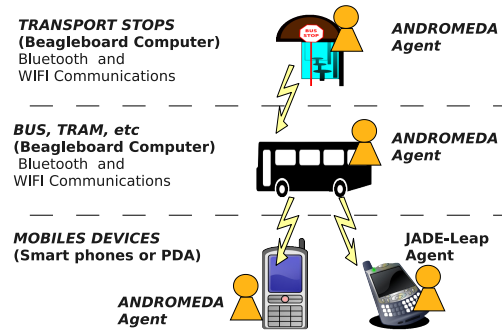 TRANSPORT STOPS
(Beagleboard Computer)
Bluetooth and
WIFI Communications
BUS
STOP
ANDROMEDA
Agent
BUS, TRAM, etc
(Beagleboard Computer)
Bluetooth and
WIFI Communications
ANDROMEDA
Agent
MOBILES DEVICES
(Smart phones or PDA)
ANDROMEDA
Agent
JADE-Leap
Agent